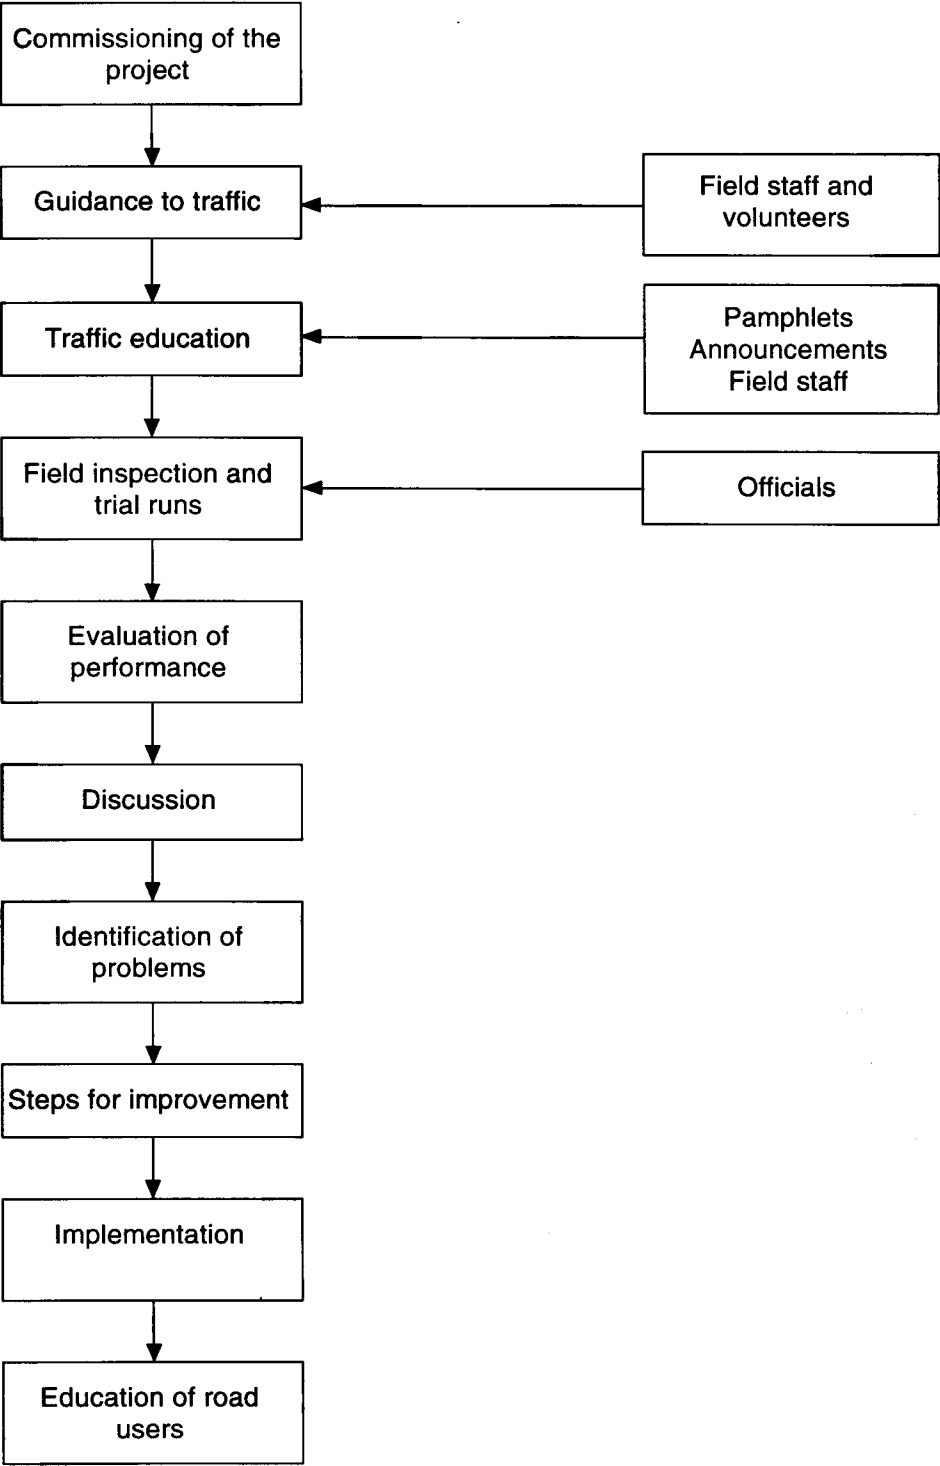 Commissioning of the
project
Guidance to traffic
Field staff and
volunteers
Traffic education
Pamphlets
Announcements
Field staff
Field inspection and
trial runs
Officials
Evaluation of
performance
Discussion
Identification of
problems
Steps for improvement
Implementation
Education of road
users